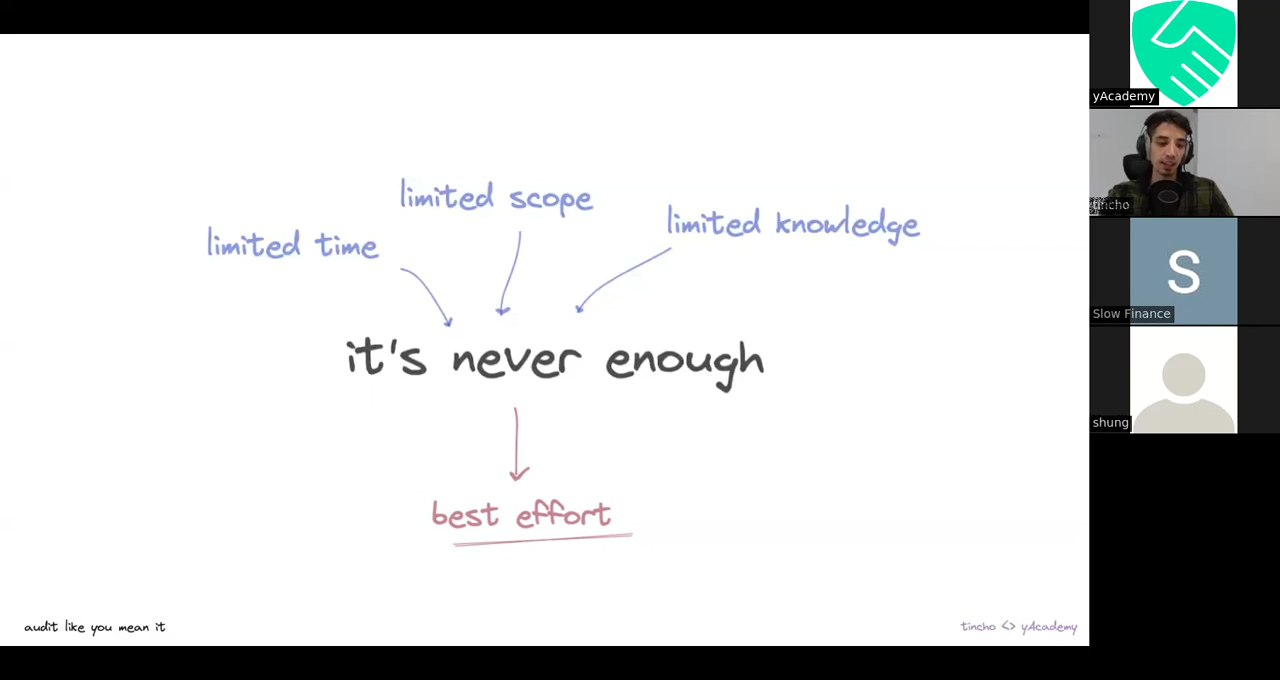 limited scope
limited knowledge
limited time
it's never enough
best effort
audit like you mean it
tincho <> yAcademy
yAcademy
tincho
S
Slow Finance
shung